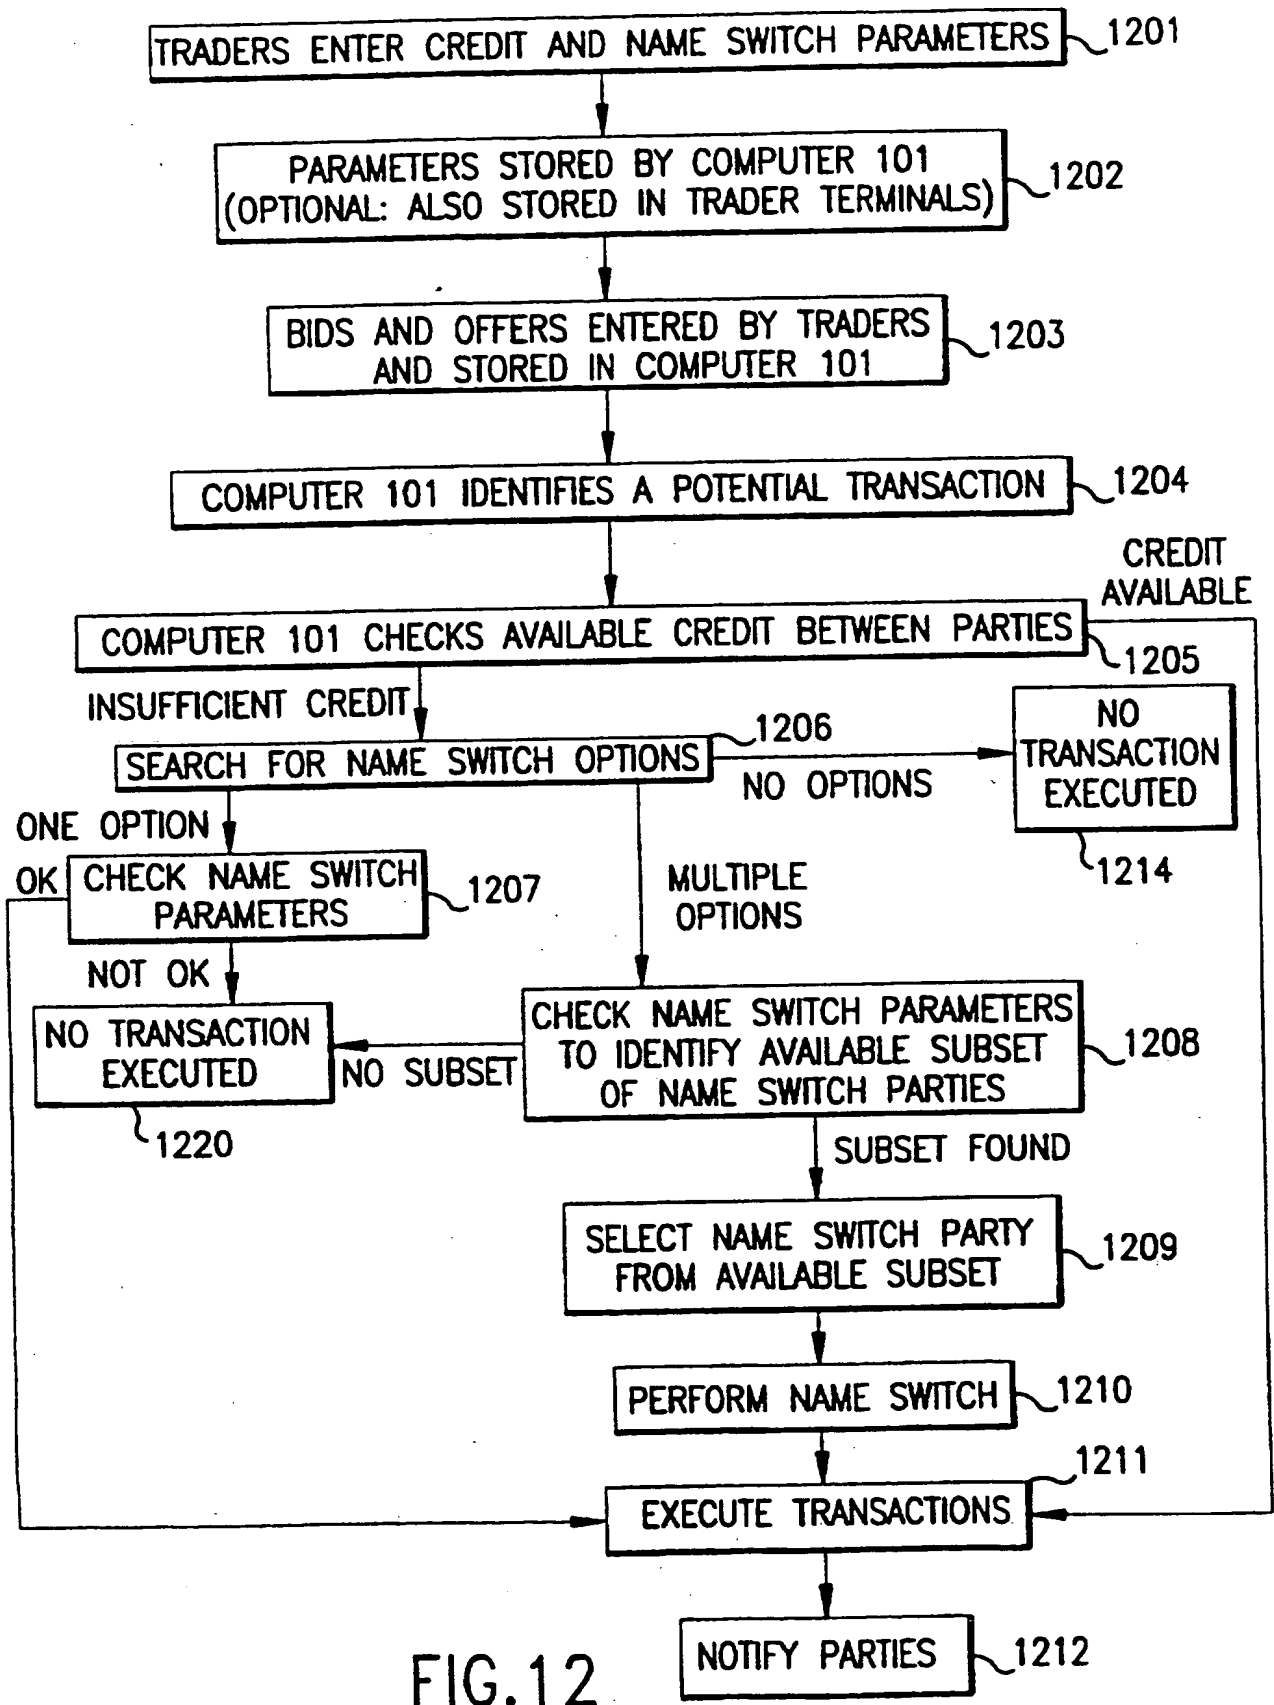 TRADERS ENTER CREDIT AND NAME SWITCH PARAMETERS
1201
PARAMETERS STORED BY COMPUTER 101
(OPTIONAL: ALSO STORED IN TRADER TERMINALS)
1202
BIDS AND OFFERS ENTERED BY TRADERS
AND STORED IN COMPUTER 101
1203
COMPUTER 101 IDENTIFIES A POTENTIAL TRANSACTION
1204
CREDIT
AVAILABLE
COMPUTER 101 CHECKS AVAILABLE CREDIT BETWEEN PARTIES
1205
INSUFFICIENT CREDIT
SEARCH FOR NAME SWITCH OPTIONS
1206
NO OPTIONS
NO
TRANSACTION
EXECUTED
1214
ONE OPTION
OK
CHECK NAME SWITCH
PARAMETERS
1207
MULTIPLE
OPTIONS
NOT OK
NO TRANSACTION
EXECUTED
1220
NO SUBSET
CHECK NAME SWITCH PARAMETERS
TO IDENTIFY AVAILABLE SUBSET
OF NAME SWITCH PARTIES
1208
SUBSET FOUND
SELECT NAME SWITCH PARTY
FROM AVAILABLE SUBSET
1209
PERFORM NAME SWITCH
1210
EXECUTE TRANSACTIONS
1211
NOTIFY PARTIES
1212
FIG.12